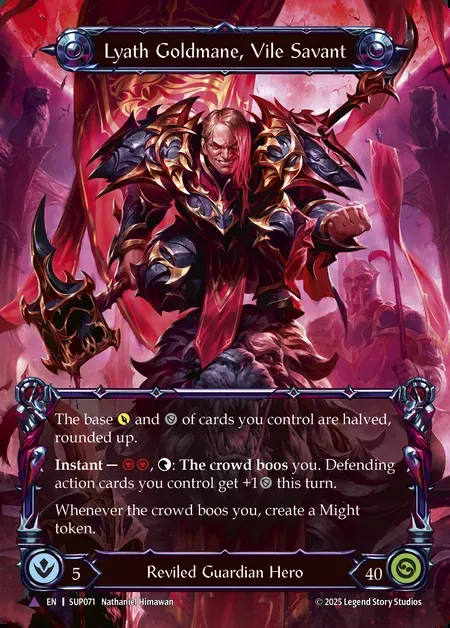 Lyath Goldmane, Vile Savant
The base and of cards you control are halved,
rounded up.
Instant — , : The crowd boos you. Defending
action cards you control get +1 this turn.
Whenever the crowd boos you, create a Might
token.
5
Reviled Guardian Hero
40
EN | SUP071 Nathaniel Himawan
© 2025 Legend Story Studios